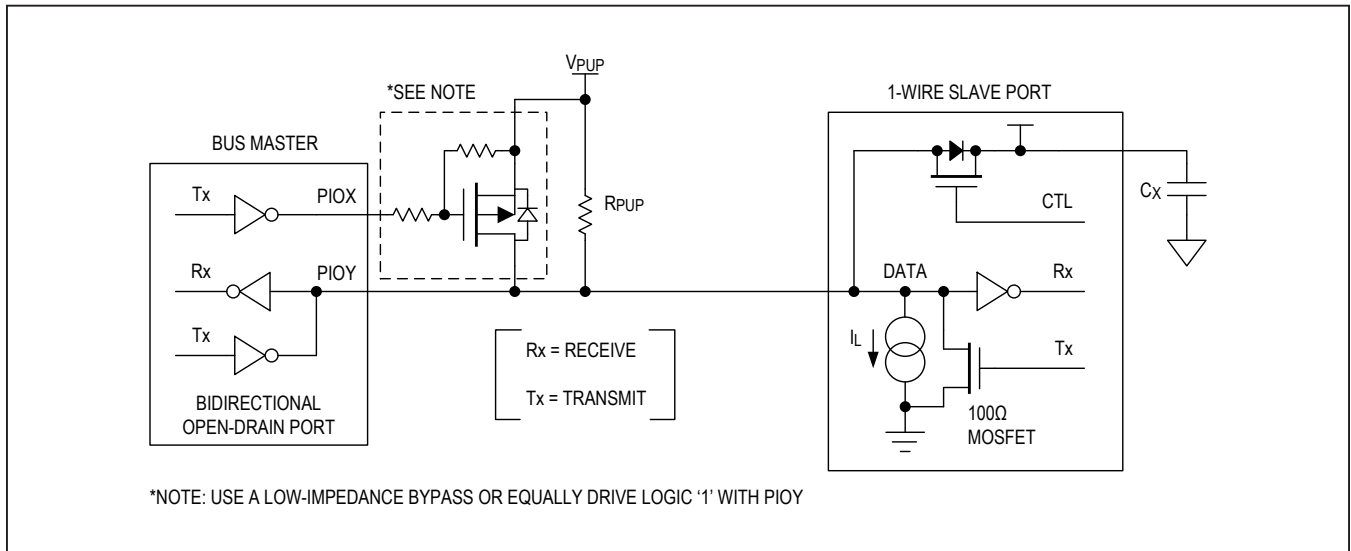 VPUP
*SEE NOTE
1-WIRE SLAVE PORT
BUS MASTER
Tx
PIOX
RPUP
CX
CTL
Rx
PIOY
DATA
Rx
IL
Tx
Tx
Rx = RECEIVE
Tx = TRANSMIT
BIDIRECTIONAL
OPEN-DRAIN PORT
100Ω
MOSFET
*NOTE: USE A LOW-IMPEDANCE BYPASS OR EQUALLY DRIVE LOGIC ‘1’ WITH PIOY